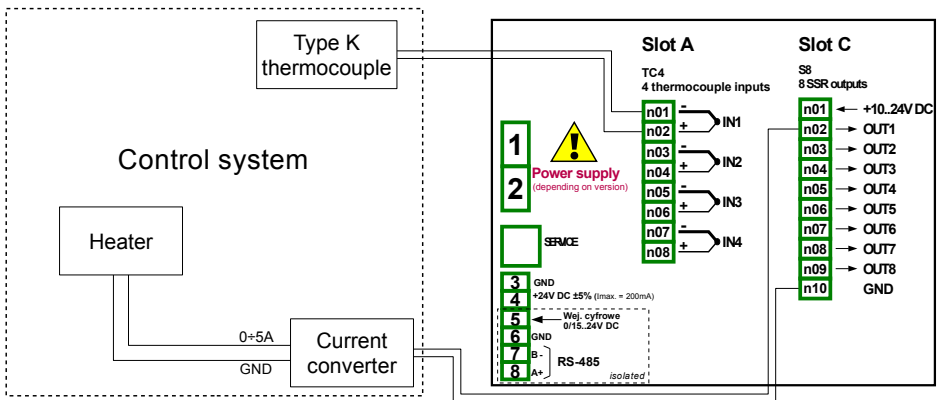 Control system
Type K
thermocouple
Heater
0÷5A
GND
Current
converter
1
2
Power supply
(depending on version)
SERVICE
3 GND
4 +24V DC ±5% (Imax. = 200mA)
5 Wej. cyfrowe
0/15..24V DC
6 GND
7 B -
8 A+
RS-485
isolated
Slot A
TC4
4 thermocouple inputs
n01 -
n02 + IN1
n03 -
n04 + IN2
n05 -
n06 + IN3
n07 -
n08 + IN4
Slot C
S8
8 SSR outputs
n01 +10..24V DC
n02 OUT1
n03 OUT2
n04 OUT3
n05 OUT4
n06 OUT5
n07 OUT6
n08 OUT7
n09 OUT8
n10 GND